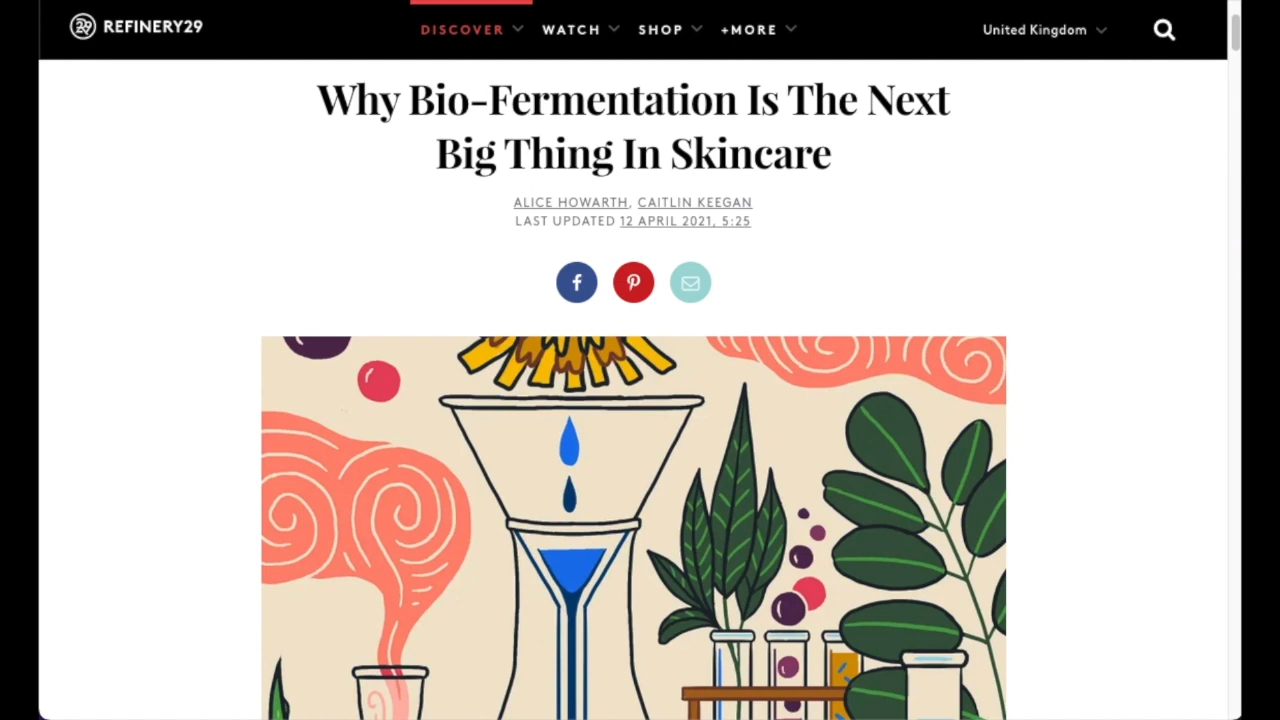 REFINERY29
DISCOVER WATCH SHOP +MORE
United Kingdom
Why Bio-Fermentation Is The Next
Big Thing In Skincare
ALICE HOWARTH, CAITLIN KEEGAN
LAST UPDATED 12 APRIL 2021, 5:25